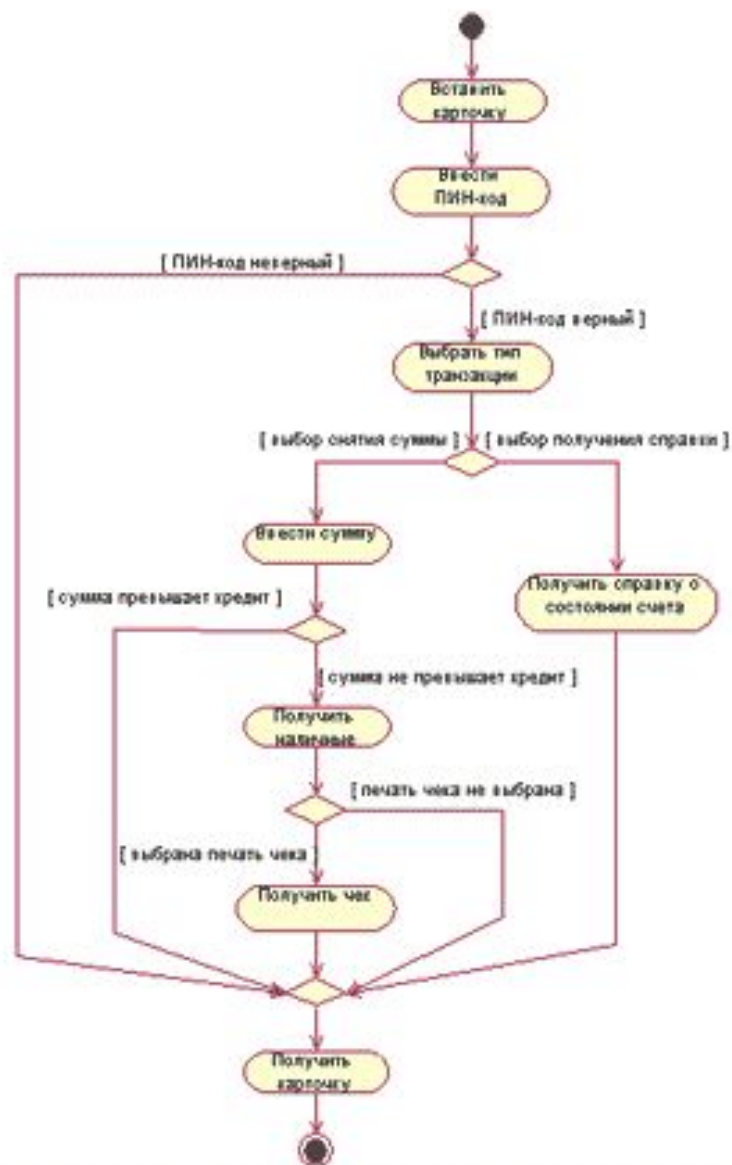 Вставить
карточку
Ввести
ПИН-код
[ ПИН-код неверный ]
[ ПИН-код верный ]
Выбрать тип
транзакции
[ выбор снятия суммы ]
[ выбор получения справки ]
Ввести сумму
Получить справку о
состоянии счета
[ сумма превышает кредит ]
[ сумма не превышает кредит ]
Получить
наличные
[ печать чека не выбрана ]
[ выбрана печать чека ]
Получить чек
Получить
карточку